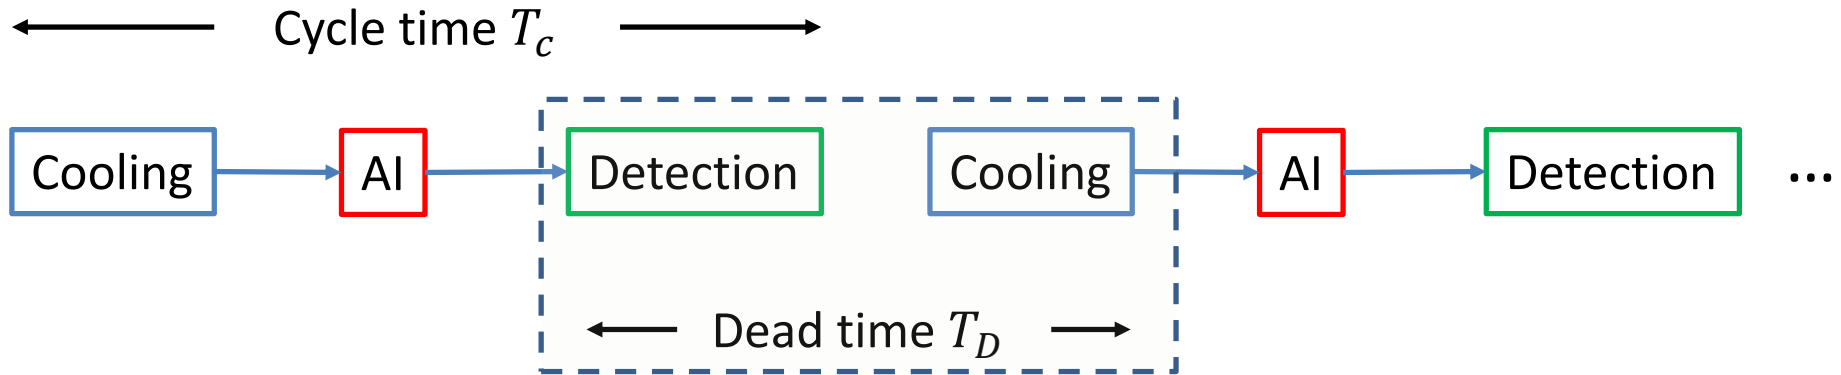 Cycle time T_c
Cooling AI Detection Cooling AI Detection ...
Dead time T_D